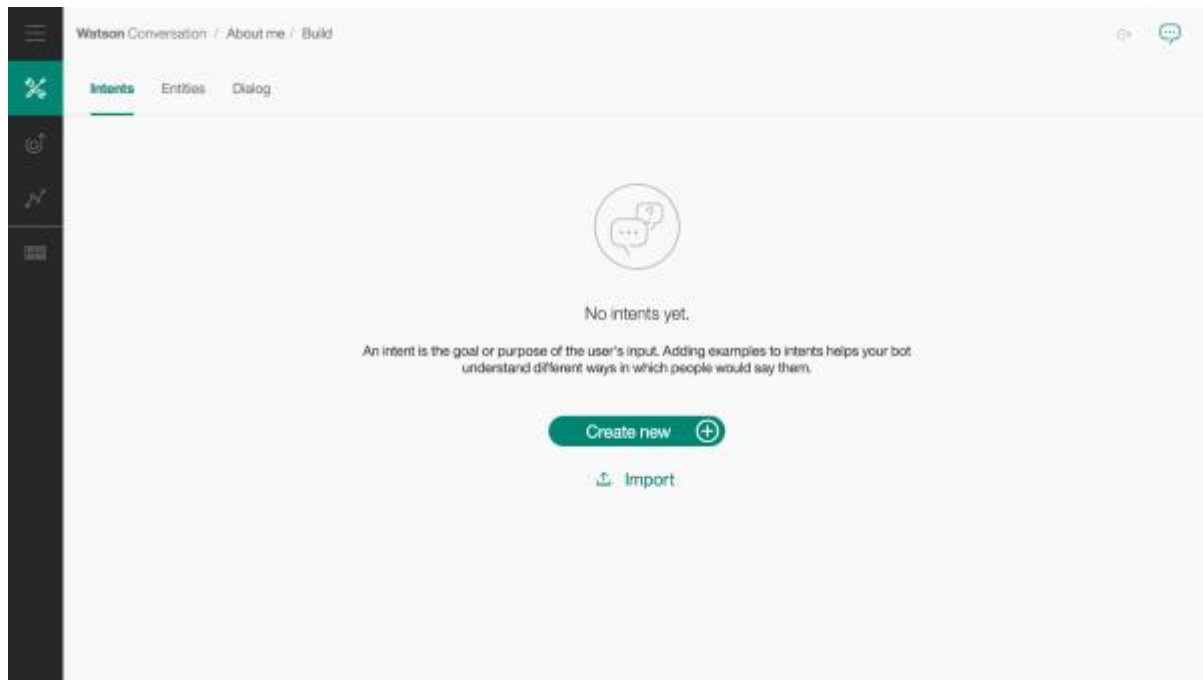 Watson Conversation / About me / Build
Intents Entities Dialog
?
No intents yet.
An intent is the goal or purpose of the user's input. Adding examples to intents helps your bot
understand different ways in which people would say them.
Create new
Import